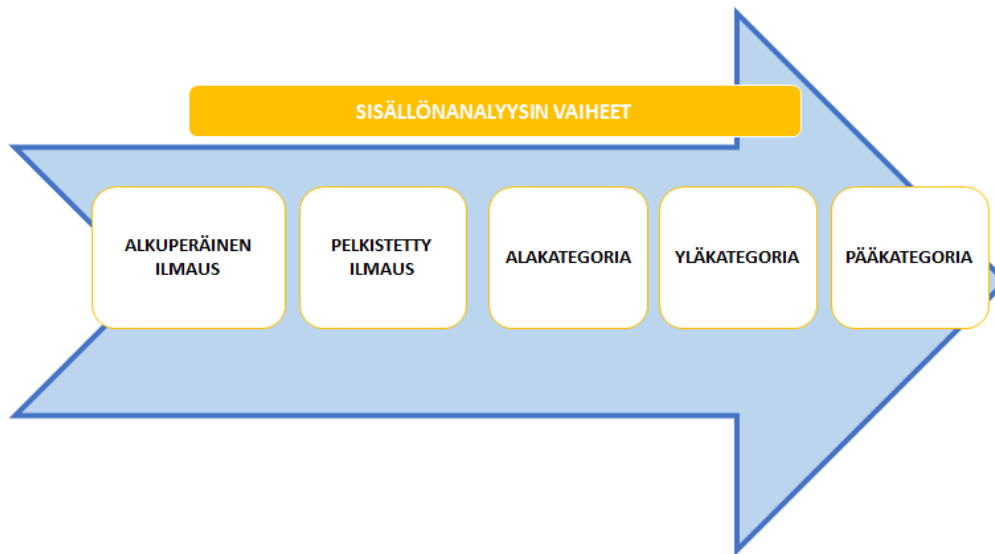 SISÄLLÖNANALYYSIN VAIHEET
ALKUPERÄINEN
ILMAUS
PELKISTETTY
ILMAUS
ALAKATEGORIA
YLÄKATEGORIA
PÄÄKATEGORIA